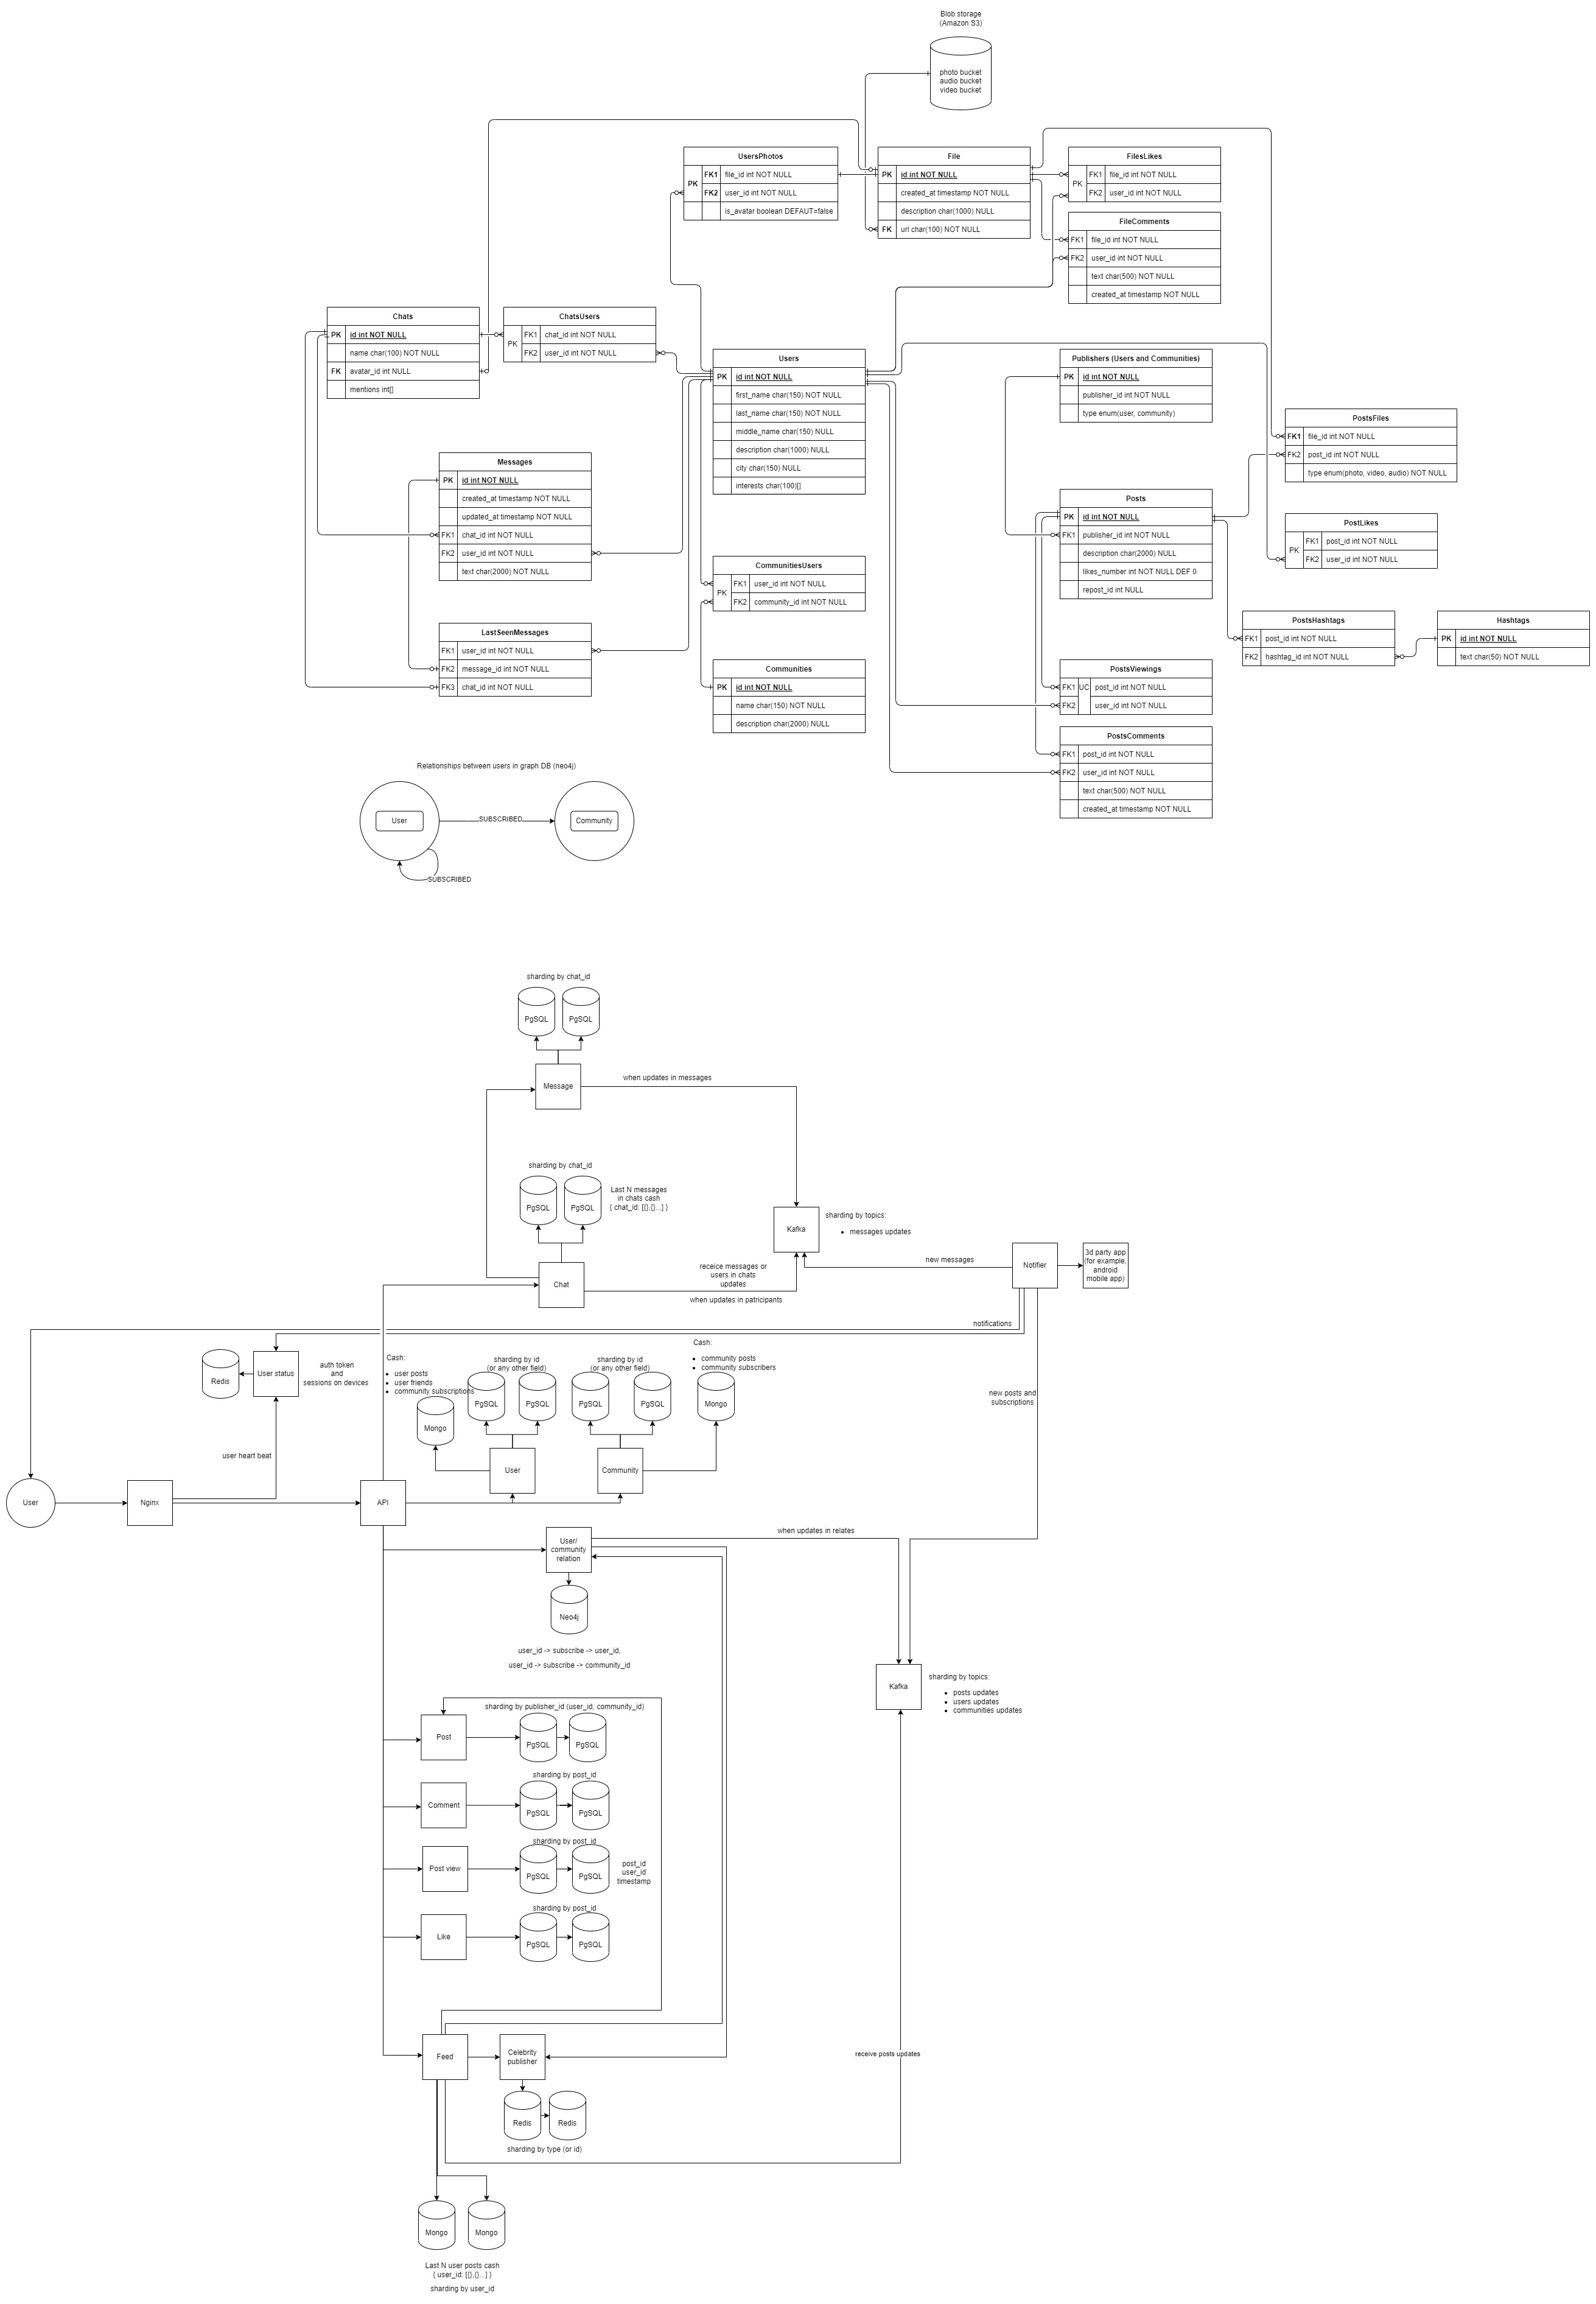 Blob storage
(Amazon S3)
photo bucket
audio bucket
video bucket
UsersPhotos
PK
FK1 file_id int NOT NULL
FK2 user_id int NOT NULL
is_avatar boolean DEFAUT=false
File
PK id int NOT NULL
created_at timestamp NOT NULL
description char(1000) NULL
FK url char(100) NOT NULL
FilesLikes
PK
FK1 file_id int NOT NULL
FK2 user_id int NOT NULL
FileComments
FK1 file_id int NOT NULL
FK2 user_id int NOT NULL
text char(500) NOT NULL
created_at timestamp NOT NULL
Chats
PK id int NOT NULL
name char(100) NOT NULL
FK avatar_id int NULL
mentions int[]
ChatsUsers
PK
FK1 chat_id int NOT NULL
FK2 user_id int NOT NULL
Users
PK id int NOT NULL
first_name char(150) NOT NULL
last_name char(150) NOT NULL
middle_name char(150) NULL
description char(1000) NULL
city char(150) NULL
interests char(100)[]
Publishers (Users and Communities)
PK id int NOT NULL
publisher_id int NOT NULL
type enum(user, community)
PostsFiles
FK1 file_id int NOT NULL
FK2 post_id int NOT NULL
type enum(photo, video, audio) NOT NULL
Messages
PK id int NOT NULL
created_at timestamp NOT NULL
updated_at timestamp NOT NULL
FK1 chat_id int NOT NULL
FK2 user_id int NOT NULL
text char(2000) NOT NULL
Posts
PK id int NOT NULL
FK1 publisher_id int NOT NULL
description char(2000) NULL
likes_number int NOT NULL DEF 0
repost_id int NULL
PostLikes
PK
FK1 post_id int NOT NULL
FK2 user_id int NOT NULL
CommunitiesUsers
PK
FK1 user_id int NOT NULL
FK2 community_id int NOT NULL
PostsHashtags
FK1 post_id int NOT NULL
FK2 hashtag_id int NOT NULL
Hashtags
PK id int NOT NULL
text char(50) NOT NULL
LastSeenMessages
FK1 user_id int NOT NULL
FK2 message_id int NOT NULL
FK3 chat_id int NOT NULL
Communities
PK id int NOT NULL
name char(150) NOT NULL
description char(2000) NULL
PostsViewings
FK1 UC post_id int NOT NULL
FK2 user_id int NOT NULL
PostsComments
FK1 post_id int NOT NULL
FK2 user_id int NOT NULL
text char(500) NOT NULL
created_at timestamp NOT NULL
Relationships between users in graph DB (neo4j)
User
SUBSCRIBED
Community
SUBSCRIBED
sharding by chat_id
PgSQL
PgSQL
Message
when updates in messages
sharding by chat_id
PgSQL
PgSQL
Last N messages
in chats cash
{ chat_id: [{},{}...] }
Kafka
sharding by topics:
• messages updates
Chat
receice messages or
users in chats
updates
when updates in patricipants
new messages
Notifier
3d party app
(for example,
android
mobile app)
notifications
Redis
User status
auth token
and
sessions on devices
Cash:
• user posts
• user friends
• community subscriptions
Mongo
sharding by id
(or any other field)
PgSQL
PgSQL
sharding by id
(or any other field)
PgSQL
PgSQL
Cash:
• community posts
• community subscribers
Mongo
new posts and
subscriptions
user heart beat
User
Community
User
Nginx
API
User/
community
relation
when updates in relates
Neo4j
user_id -> subscribe -> user_id,
user_id -> subscribe -> community_id
Kafka
sharding by topics:
• posts updates
• users updates
• communities updates
sharding by publisher_id (user_id, community_id)
Post
PgSQL
PgSQL
sharding by post_id
Comment
PgSQL
PgSQL
sharding by post_id
Post view
PgSQL
PgSQL
post_id
user_id
timestamp
sharding by post_id
Like
PgSQL
PgSQL
Feed
Celebrity
publisher
receive posts updates
Redis
Redis
sharding by type (or id)
Mongo
Mongo
Last N user posts cash
{ user_id: [{},{}...] }
sharding by user_id